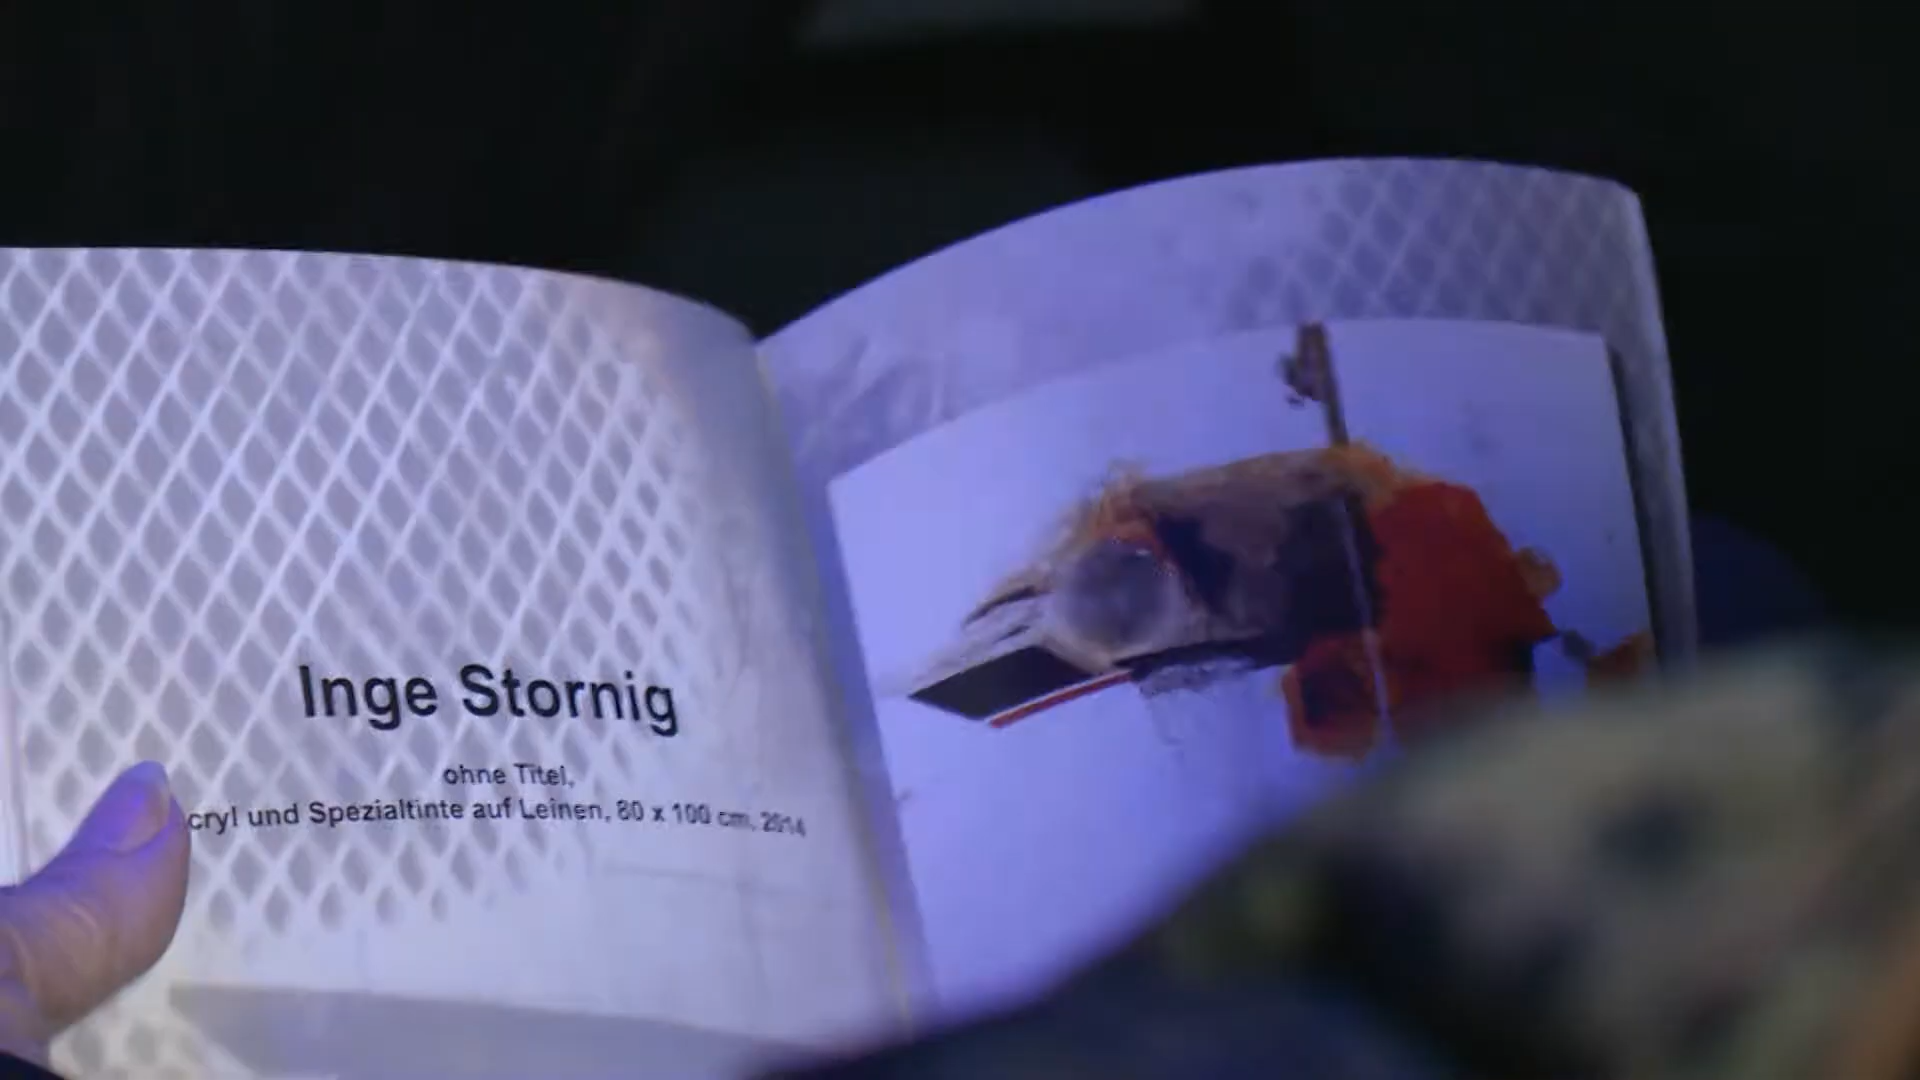 Inge Stornig
ohne Titel,
cryl und Spezialtinte auf Leinen, 80 x 100 cm, 2014